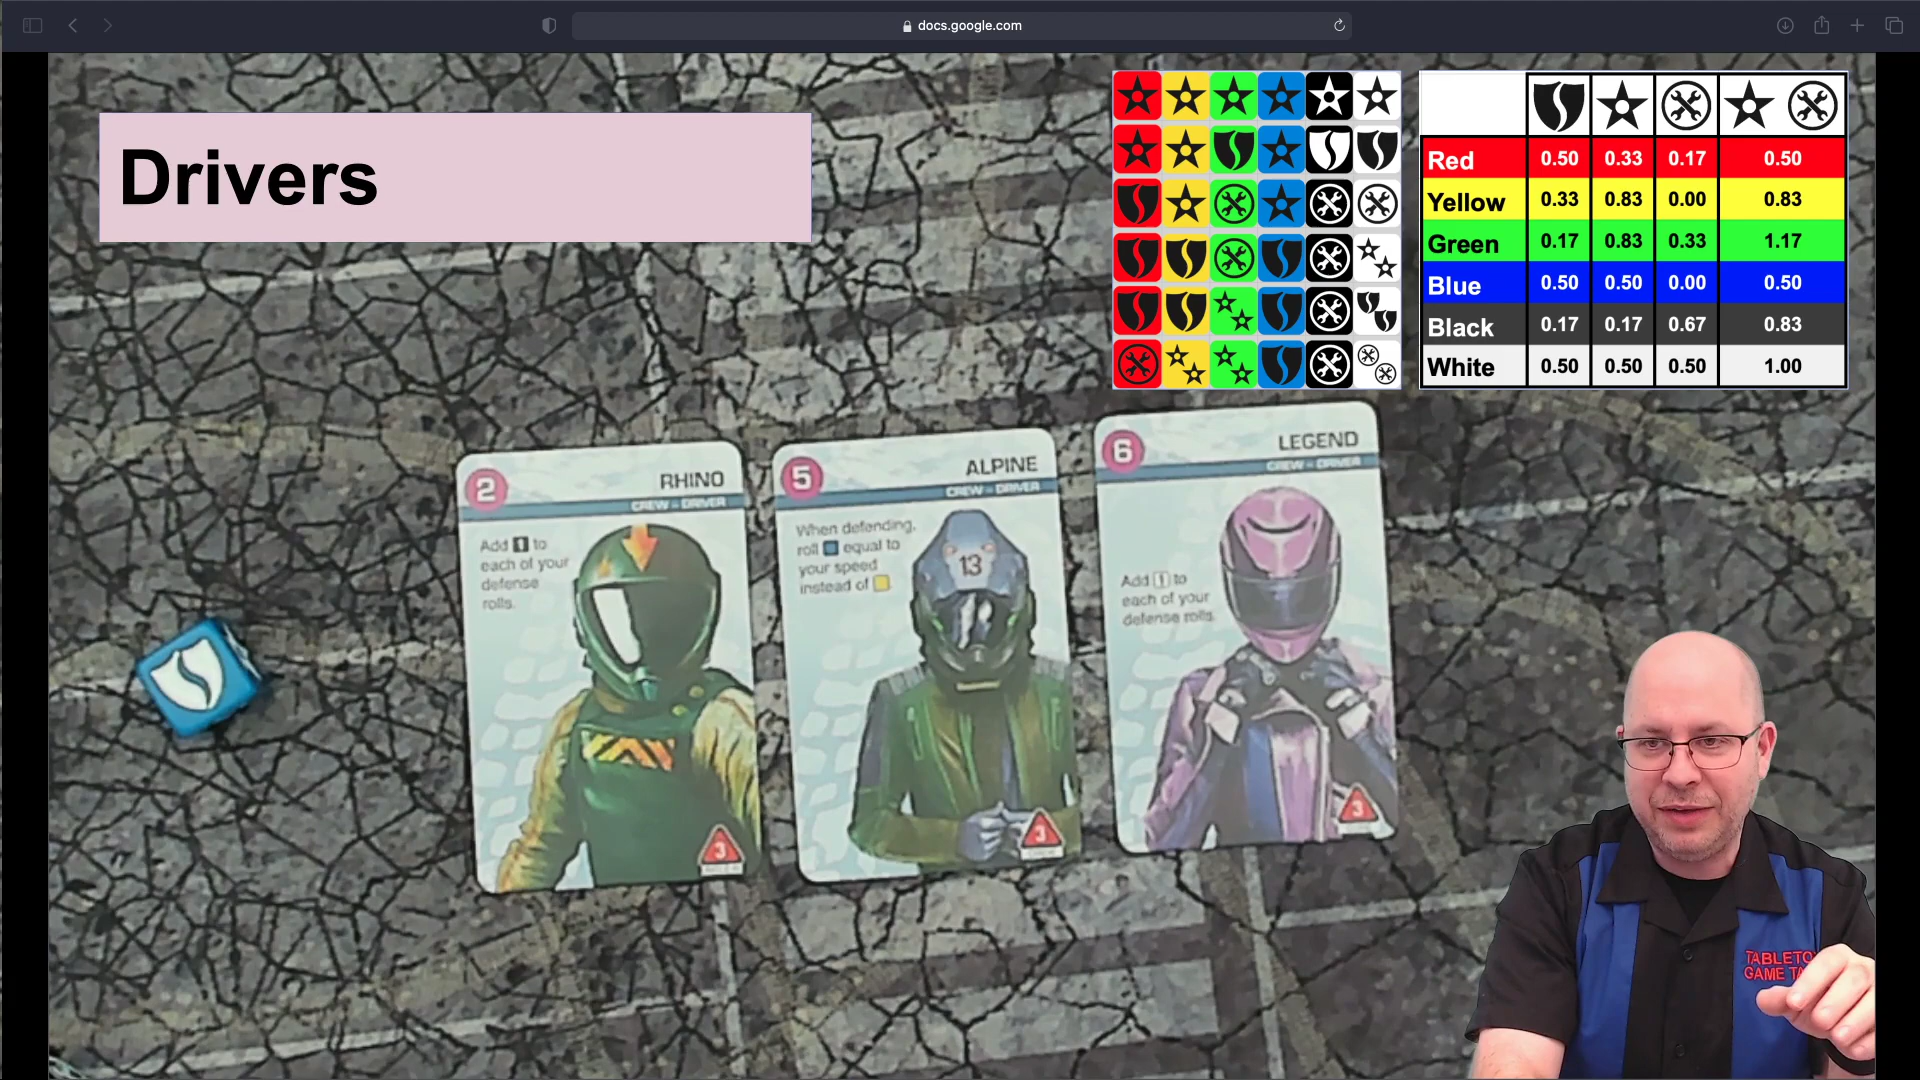 docs.google.com
Drivers
Red 0.50 0.33 0.17 0.50
Yellow 0.33 0.83 0.00 0.83
Green 0.17 0.83 0.33 1.17
Blue 0.50 0.50 0.00 0.50
Black 0.17 0.17 0.67 0.83
White 0.50 0.50 0.50 1.00
2
RHINO
CREW - DRIVER
Add 1 to
each of your
defense
rolls.
3
5
ALPINE
CREW - DRIVER
When defending,
roll equal to
your speed
instead of
13
3
6
LEGEND
CREW - DRIVER
Add 1 to
each of your
defense rolls.
3
TABLETO
GAME TA